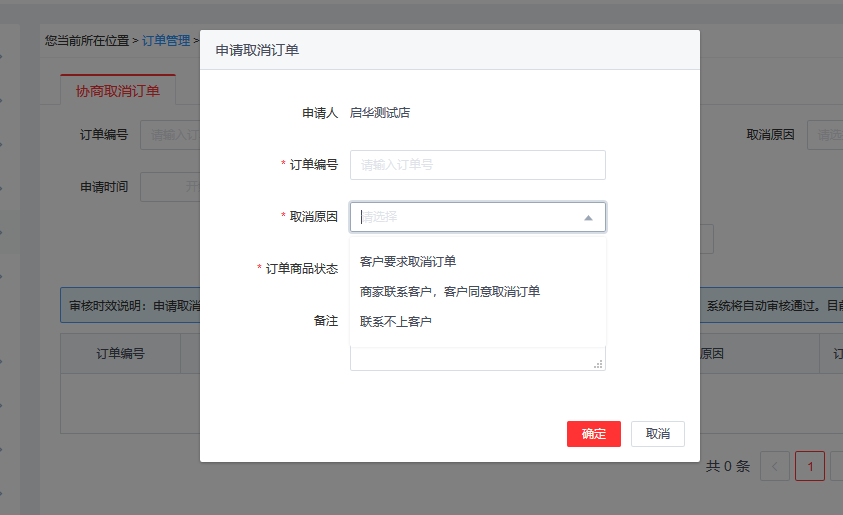 您当前所在位置 > 订单管理 >
申请取消订单
协商取消订单
申请人 启华测试店
订单编号 请输入订
* 订单编号 请输入订单号
取消原因 请选
申请时间 开
* 取消原因 请选择
客户要求取消订单
* 订单商品状态
商家联系客户，客户同意取消订单
审核时效说明：申请取消
系统将自动审核通过。目前
备注
联系不上客户
订单编号
原因
订
确定 取消
共 0 条 1